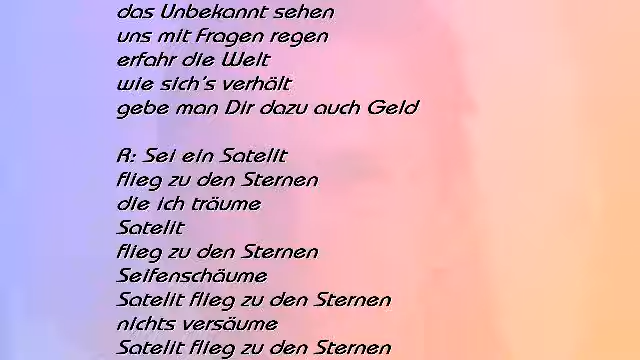 das Unbekannt sehen
uns mit Fragen regen
erfahr die Welt
wie sich's verhält
gebe man Dir dazu auch Geld
R: Sei ein Satelit
flieg zu den Sternen
die ich träume
Satelit
flieg zu den Sternen
Seifenschäume
Satelit flieg zu den Sternen
nichts versäume
Satelit flieg zu den Sternen